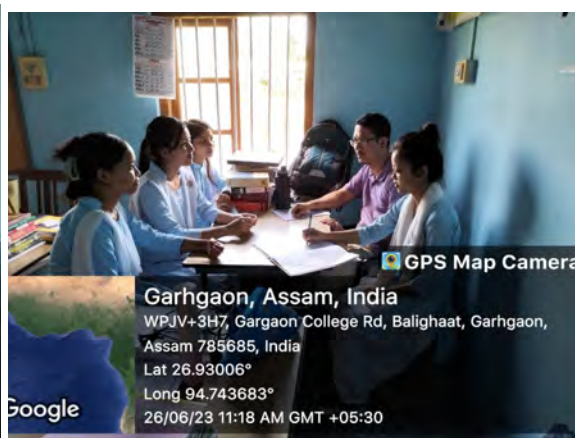 GPS Map Camera
Garhgaon, Assam, India
WPJV+3H7, Gargaon College Rd, Balighaat, Garhgaon,
Assam 785685, India
Lat 26.93006°
Long 94.743683°
26/06/23 11:18 AM GMT +05:30
Google